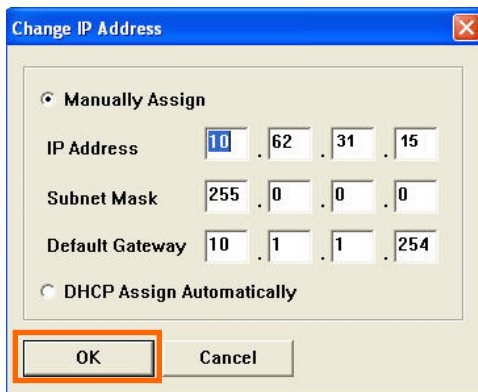 Change IP Address
Manually Assign
IP Address 10 . 62 . 31 . 15
Subnet Mask 255 . 0 . 0 . 0
Default Gateway 10 . 1 . 1 . 254
DHCP Assign Automatically
OK Cancel